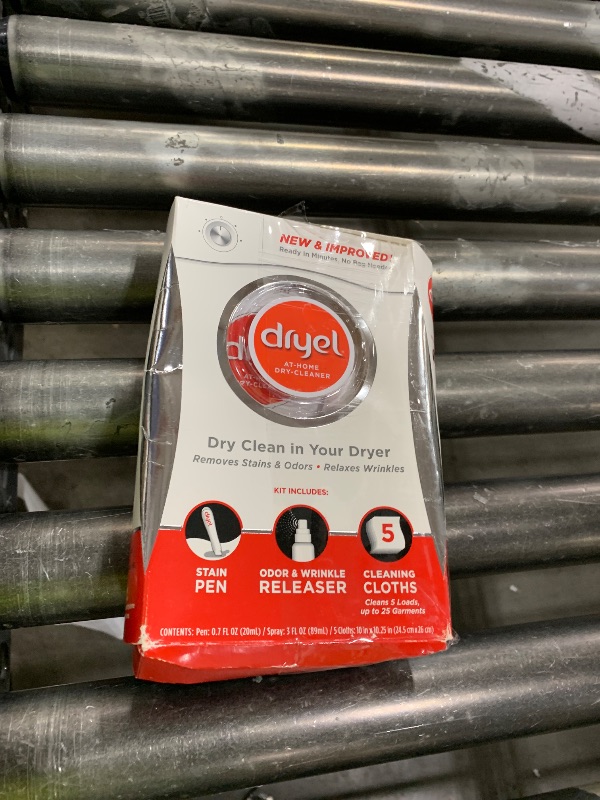 NEW & IMPROVED!
Ready in Minutes. No Bag Needed
dryel
AT-HOME
DRY-CLEANER
Dry Clean in Your Dryer
Removes Stains & Odors • Relaxes Wrinkles
KIT INCLUDES:
dryel
5
STAIN
PEN
ODOR & WRINKLE
RELEASER
CLEANING
CLOTHS
Cleans 5 Loads,
up to 25 Garments
CONTENTS: Pen: 0.7 FL OZ (20mL) / Spray: 3 FL OZ (89mL) / 5 Cloths: 10 in x 10.25 in (24.5 cm x 26 cm)